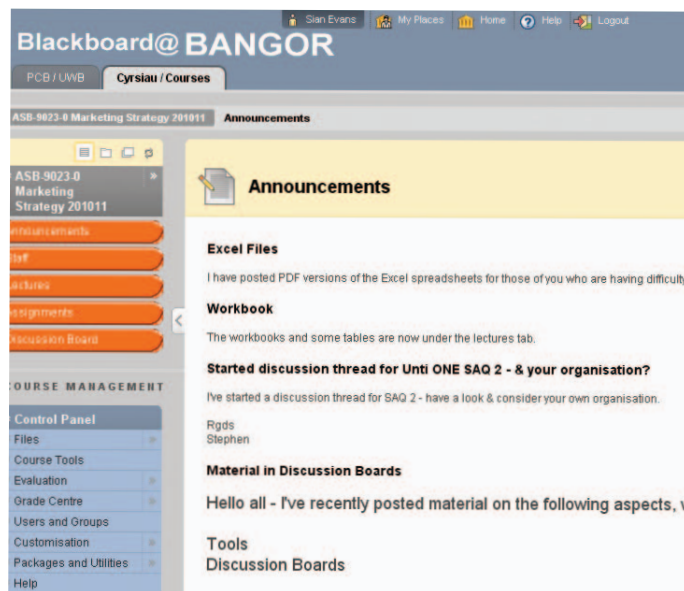 Sian Evans My Places Home Help Logout
Blackboard@BANGOR
PCB / UWB Cyrsiau / Courses
ASB-9023-0 Marketing Strategy 201011 Announcements
ASB-9023-0
Marketing
Strategy 201011
Announcements
Staff
Lectures
Assignments
Discussion Board
COURSE MANAGEMENT
Control Panel
Files
Course Tools
Evaluation
Grade Centre
Users and Groups
Customisation
Packages and Utilities
Help
Announcements
Excel Files
I have posted PDF versions of the Excel spreadsheets for those of you who are having difficulty
Workbook
The workbooks and some tables are now under the lectures tab.
Started discussion thread for Unti ONE SAQ 2 - & your organisation?
I've started a discussion thread for SAQ 2 - have a look & consider your own organisation.
Rgds
Stephen
Material in Discussion Boards
Hello all - I've recently posted material on the following aspects,
Tools
Discussion Boards